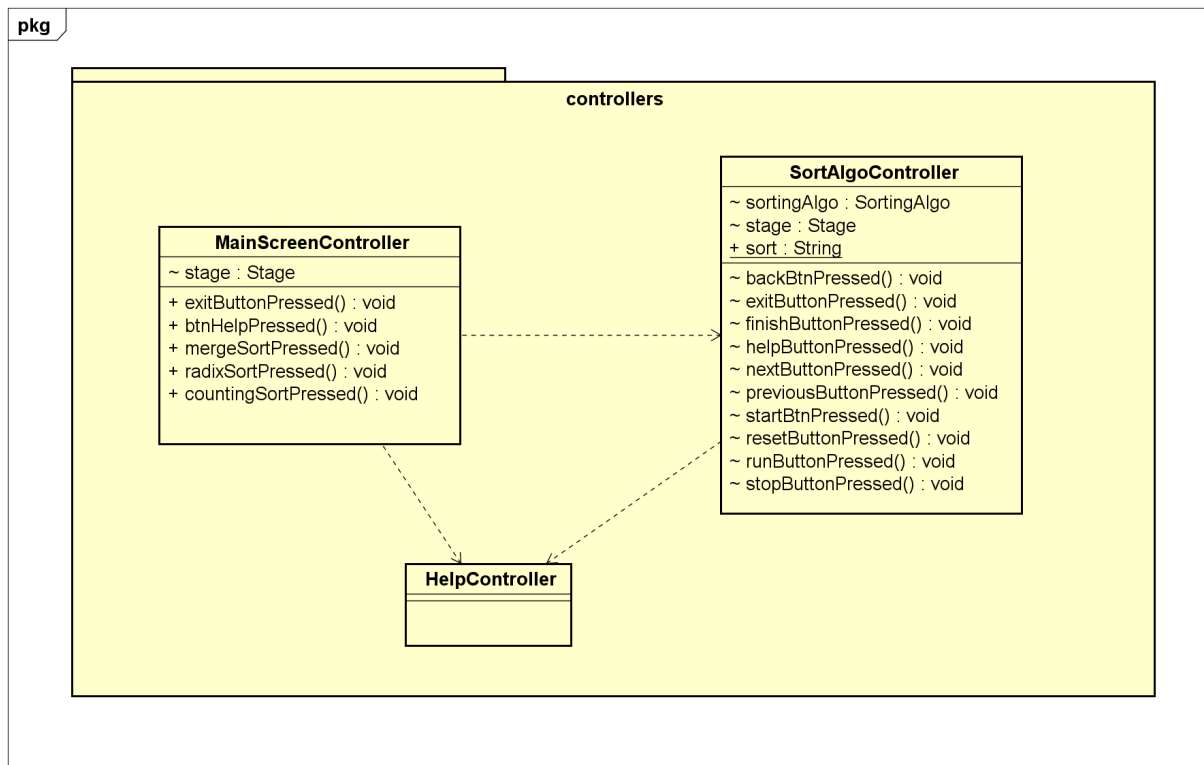 pkg
controllers
MainScreenController
~ stage : Stage
+ exitButtonPressed() : void
+ btnHelpPressed() : void
+ mergeSortPressed() : void
+ radixSortPressed() : void
+ countingSortPressed() : void
SortAlgoController
~ sortingAlgo : SortingAlgo
~ stage : Stage
+ sort : String
~ backBtnPressed() : void
~ exitButtonPressed() : void
~ finishButtonPressed() : void
~ helpButtonPressed() : void
~ nextButtonPressed() : void
~ previousButtonPressed() : void
~ startBtnPressed() : void
~ resetButtonPressed() : void
~ runButtonPressed() : void
~ stopButtonPressed() : void
HelpController